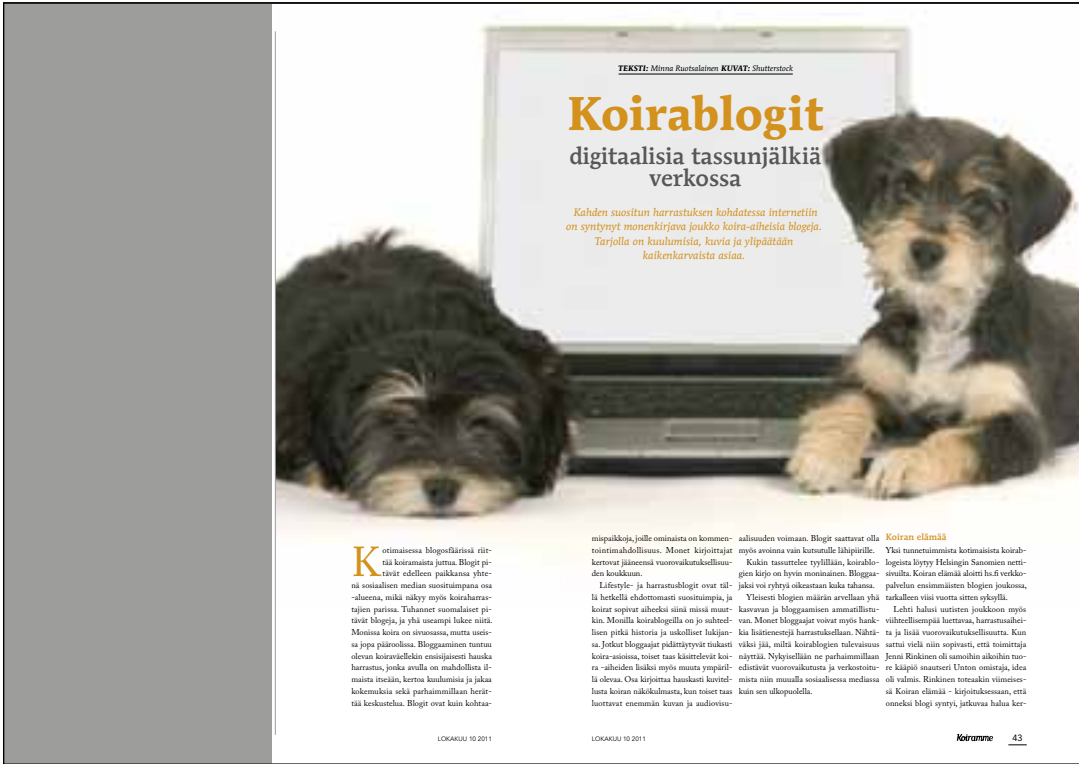 TEKSTI: Minna Ruotsalainen KUVAT: Shutterstock
Koirablogit
digitaalisia tassunjälkiä
verkossa
Kahden suositun harrastuksen kohdatessa internetiin
on syntynyt monenkirjava joukko koira-aiheisia blogeja.
Tarjolla on kuulumisia, kuvia ja ylipäätään
kaikenkarvaista asiaa.
Kotimaisessa blogosfäärissä riit-
tää koiramaista juttua. Blogit pi-
tävät edelleen paikkansa yhte-
nä sosiaalisen median suosituimpana osa
-alueena, mikä näkyy myös koiraharras-
tajien parissa. Tuhannet suomalaiset pi-
tävät blogeja, ja yhä useampi lukee niitä.
Monissa koira on sivuosassa, mutta useis-
sa jopa pääroolissa. Bloggaaminen tuntuu
olevan koiraväellekin ensisijaisesti hauska
harrastus, jonka avulla on mahdollista il-
maista itseään, kertoa kuulumisia ja jakaa
kokemuksia sekä parhaimmillaan herät-
tää keskustelua. Blogit ovat kuin kohtaa-
mispaikkoja, joille ominaista on kommen-
tointimahdollisuus. Monet kirjoittajat
kertovat jääneensä vuorovaikutuksellisuu-
den koukkuun.
Lifestyle- ja harrastusblogit ovat täl-
lä hetkellä ehdottomasti suosituimpia, ja
koirat sopivat aiheeksi siinä missä muut-
kin. Monilla koirablogeilla on jo suhteel-
lisen pitkä historia ja uskolliset lukijan-
sa. Jotkut bloggaajat pidättäytyvät tiukasti
koira-asioissa, toiset taas käsittelevät koi-
ra -aiheiden lisäksi myös muuta ympäril-
lä olevaa. Osa kirjoittaa hauskasti kuvitel-
lusta koiran näkökulmasta, kun toiset taas
luottavat enemmän kuvan ja audiovisu-
aalisuuden voimaan. Blogit saattavat olla
myös avoinna vain kutsutulle lähipiirille.
Kukin tassuttelee tyylillään, koirablo-
gien kirjo on hyvin moninainen. Bloggaa-
jaksi voi ryhtyä oikeastaan kuka tahansa.
Yleisesti blogien määrän arvellaan yhä
kasvavan ja bloggaamisen ammatillistu-
van. Monet bloggaajat voivat myös hank-
kia lisätienestejä harrastuksellaan. Nähtä-
väksi jää, miltä koirablogien tulevaisuus
näyttää. Nykyisellään ne parhaimmillaan
edistävät vuorovaikutusta ja verkostoitu-
mista niin muualla sosiaalisessa mediassa
kuin sen ulkopuolella.
Koiran elämää
Yksi tunnetuimmista kotimaisista koirab-
logeista löytyy Helsingin Sanomien netti-
sivuilta. Koiran elämää aloitti hs.fi verkko-
palvelun ensimmäisten blogien joukossa,
tarkalleen viisi vuotta sitten syksyllä.
Lehti halusi uutisten joukkoon myös
viihteellisempää luettavaa, harrastusaihei-
ta ja lisää vuorovaikutuksellisuutta. Kun
sattui vielä niin sopivasti, että toimittaja
Jenni Rinkinen oli samoihin aikoihin tuo-
re kääpiö snautseri Unton omistaja, idea
oli valmis. Rinkinen toteaakin viimeises-
sä Koiran elämää - kirjoituksessaan, että
onneksi blogi syntyi, jatkuvaa halua ker-
LOKAKUU 10 2011
LOKAKUU 10 2011
Koiramme 43